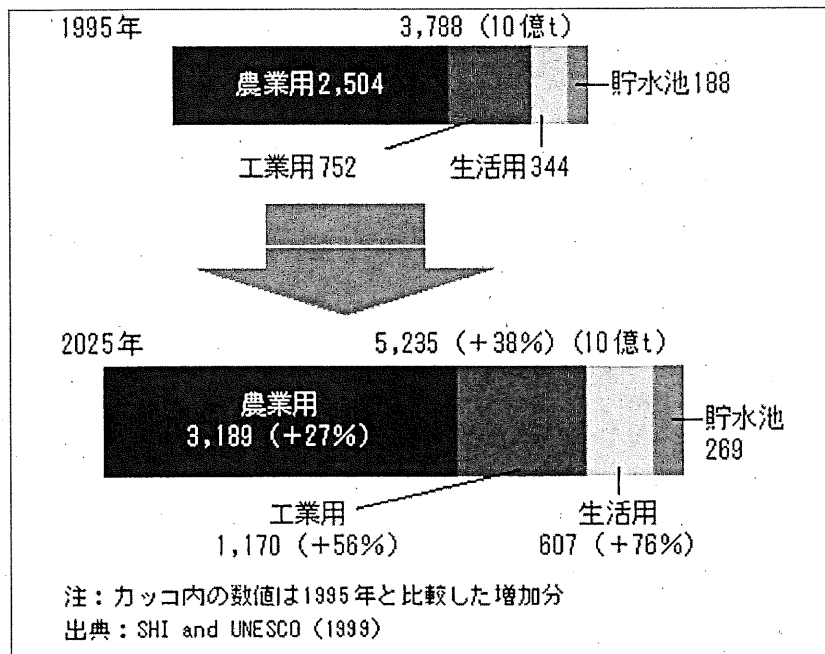 1995年
3,788 (10億t)
農業用2,504
貯水池188
工業用752
生活用344
2025年
5,235 (+38%) (10億t)
農業用
3,189 (+27%)
貯水池
269
工業用
1,170 (+56%)
生活用
607 (+76%)
注：カッコ内の数値は1995年と比較した増加分
出典：SHI and UNESCO (1999)